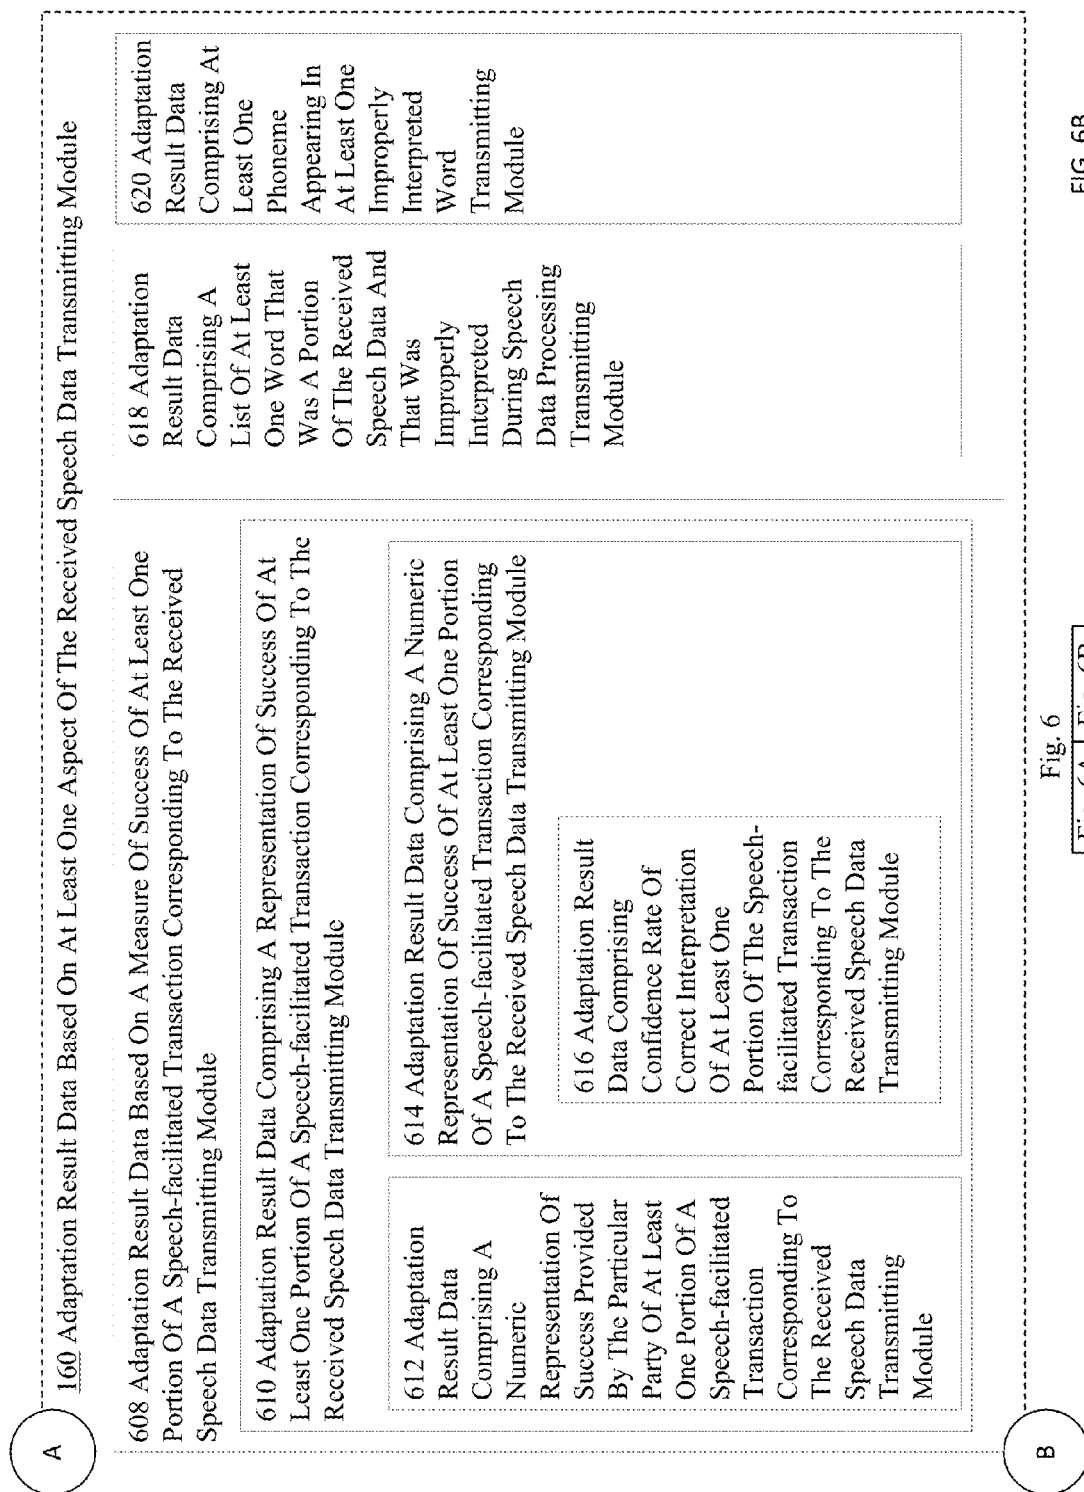 A
160 Adaptation Result Data Based On At Least One Aspect Of The Received Speech Data Transmitting Module
608 Adaptation Result Data Based On A Measure Of Success Of At Least One
Portion Of A Speech-facilitated Transaction Corresponding To The Received
Speech Data Transmitting Module
610 Adaptation Result Data Comprising A Representation Of Success Of At
Least One Portion Of A Speech-facilitated Transaction Corresponding To The
Received Speech Data Transmitting Module
612 Adaptation
Result Data
Comprising A
Numeric
Representation Of
Success Provided
By The Particular
Party Of At Least
One Portion Of A
Speech-facilitated
Transaction
Corresponding To
The Received
Speech Data
Transmitting
Module
614 Adaptation Result Data Comprising A Numeric
Representation Of Success Of At Least One Portion
Of A Speech-facilitated Transaction Corresponding
To The Received Speech Data Transmitting Module
616 Adaptation Result
Data Comprising
Confidence Rate Of
Correct Interpretation
Of At Least One
Portion Of The Speech-
facilitated Transaction
Corresponding To The
Received Speech Data
Transmitting Module
618 Adaptation
Result Data
Comprising A
List Of At Least
One Word That
Was A Portion
Of The Received
Speech Data And
That Was
Improperly
Interpreted
During Speech
Data Processing
Transmitting
Module
620 Adaptation
Result Data
Comprising At
Least One
Phoneme
Appearing In
At Least One
Improperly
Interpreted
Word
Transmitting
Module
B
Fig. 6
Fig. 6A Fig. 6B
FIG. 6B